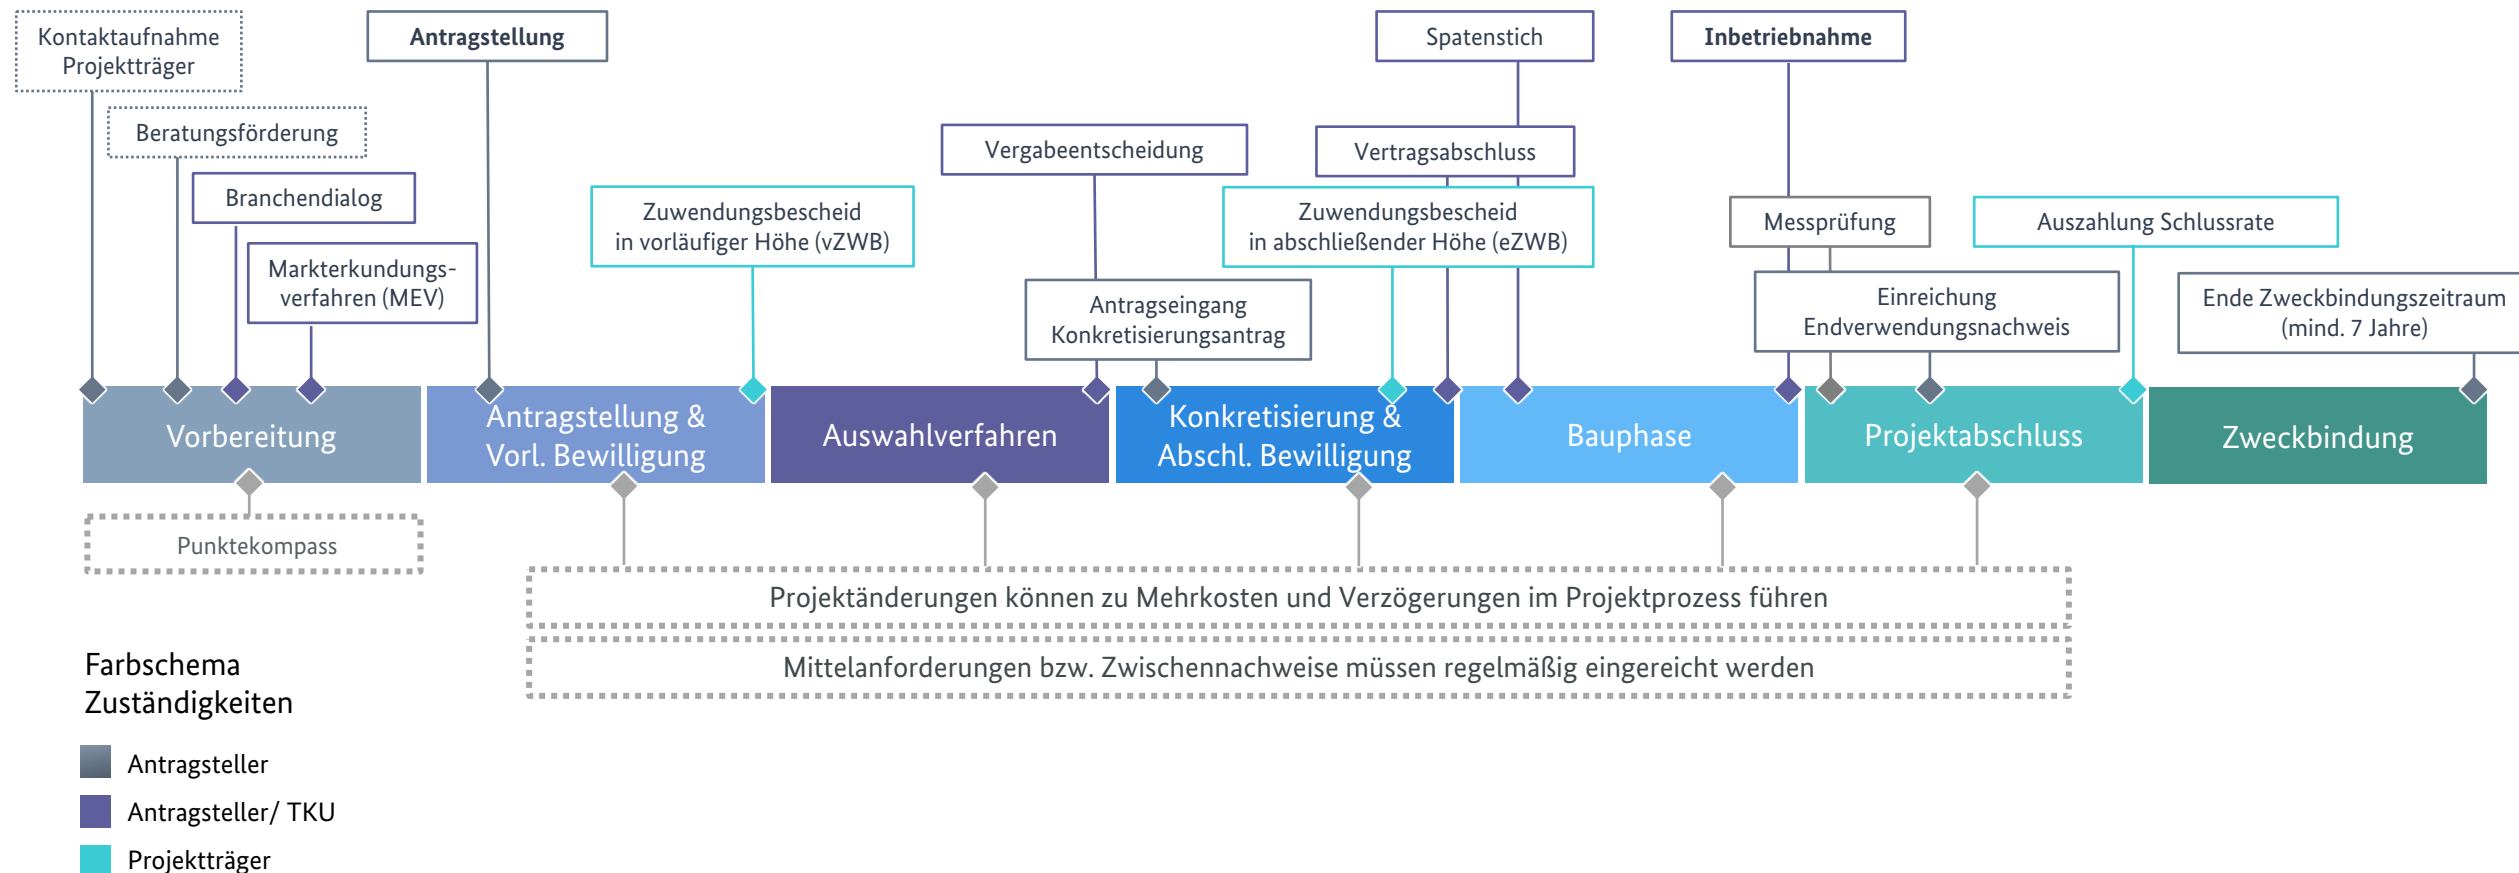 Kontaktaufnahme
Projektträger
Antragstellung
Spatenstich
Inbetriebnahme
Beratungsförderung
Vergabeentscheidung
Vertragsabschluss
Branchendialog
Zuwendungsbescheid
in vorläufiger Höhe (vZWB)
Zuwendungsbescheid
in abschließender Höhe (eZWB)
Messprüfung
Auszahlung Schlussrate
Markterkundungs-
verfahren (MEV)
Antragseingang
Konkretisierungsantrag
Einreichung
Endverwendungsnachweis
Ende Zweckbindungszeitraum
(mind. 7 Jahre)
Vorbereitung
Antragstellung &
Vorl. Bewilligung
Auswahlverfahren
Konkretisierung &
Abschl. Bewilligung
Bauphase
Projektabschluss
Zweckbindung
Punktekompass
Projektänderungen können zu Mehrkosten und Verzögerungen im Projektprozess führen
Mittelanforderungen bzw. Zwischennachweise müssen regelmäßig eingereicht werden
Farbschema
Zuständigkeiten
Antragsteller
Antragsteller/ TKU
Projektträger